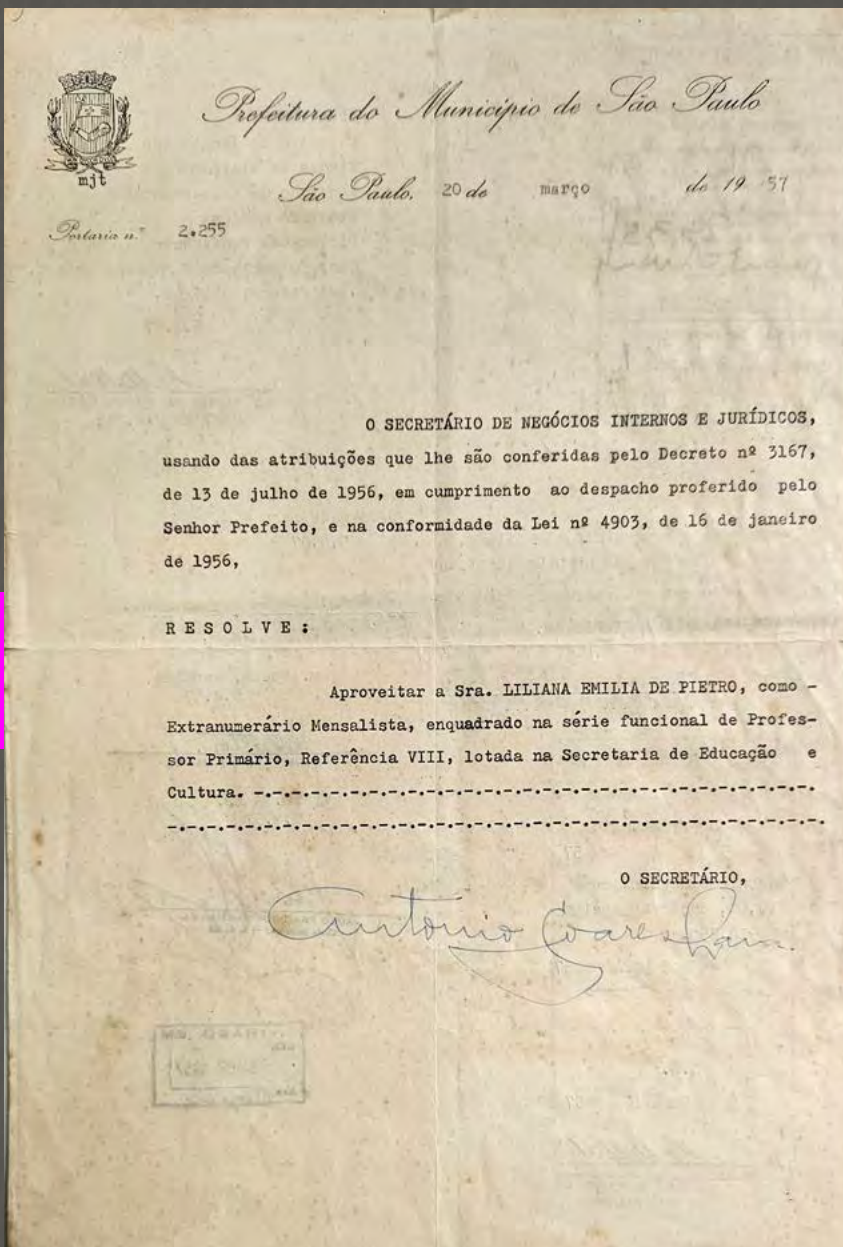 mjt
Prefeitura do Município de São Paulo
São Paulo, 20 de março de 19 57
Portaria n.º 2.255
O SECRETÁRIO DE NEGÓCIOS INTERNOS E JURÍDICOS,
usando das atribuições que lhe são conferidas pelo Decreto nº 3167,
de 13 de julho de 1956, em cumprimento ao despacho proferido pelo
Senhor Prefeito, e na conformidade da Lei nº 4903, de 16 de janeiro
de 1956,
R E S O L V E :
Aproveitar a Sra. LILIANA EMILIA DE PIETRO, como -
Extranumerário Mensalista, enquadrado na série funcional de Profes-
sor Primário, Referência VIII, lotada na Secretaria de Educação e
Cultura. -.-.-.-.-.-.-.-.-.-.-.-.-.-.-.-.-.-.-.-.-.-.-.-.-.-.-.-.
-.-.-.-.-.-.-.-.-.-.-.-.-.-.-.-.-.-.-.-.-.-.-.-.-.-.-.-.-.-.-.-.-.
O SECRETÁRIO,
Antonio Soares